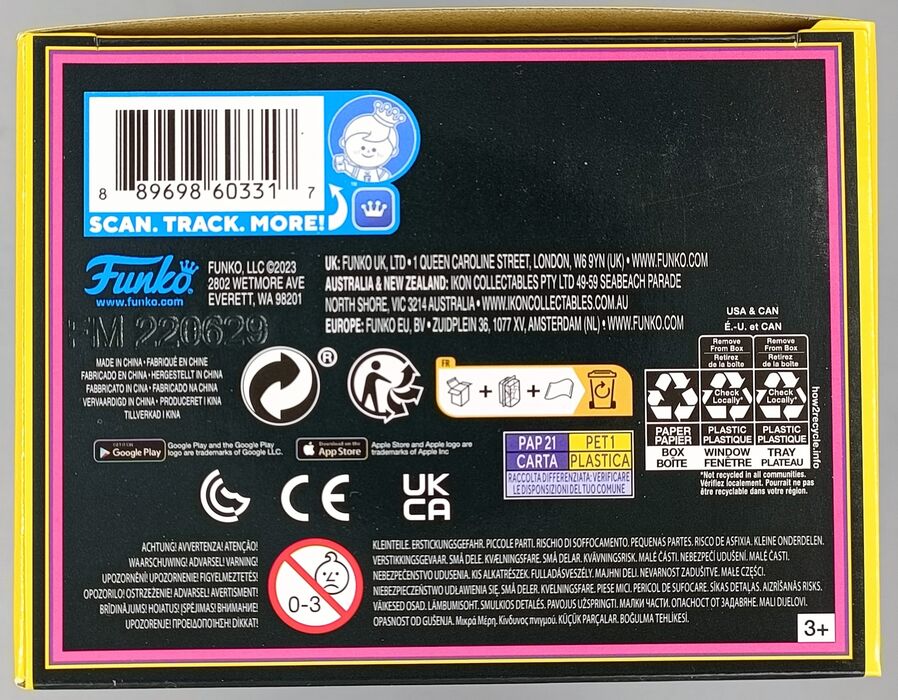 8 89698 60331 7
SCAN. TRACK. MORE!
Funko
www.funko.com
FUNKO, LLC ©2023
2802 WETMORE AVE
EVERETT, WA 98201
UK: FUNKO UK, LTD • 1 QUEEN CAROLINE STREET, LONDON, W6 9YN (UK) • WWW.FUNKO.COM
AUSTRALIA & NEW ZEALAND: IKON COLLECTABLES PTY LTD 49-59 SEABEACH PARADE
NORTH SHORE, VIC 3214 AUSTRALIA • WWW.IKONCOLLECTABLES.COM.AU
EUROPE: FUNKO EU, BV • ZUIDPLEIN 36, 1077 XV, AMSTERDAM (NL) • WWW.FUNKO.COM
FM 220629
MADE IN CHINA • FABRIQUÉ EN CHINE
FABRICADO EN CHINA • HERGESTELLT IN CHINA
FABBRICATO IN CINA • FABRICADO NA CHINA
VERVAARDIGD IN CHINA • PRODUCERET I KINA
TILLVERKAD I KINA
®
FR
+ +
USA & CAN
É.-U. et CAN
Remove From Box
Retirez de la boîte
Remove From Box
Retirez de la boîte
Check Locally*
Check Locally*
PAPER PAPIER
PLASTIC PLASTIQUE
PLASTIC PLASTIQUE
BOX BOÎTE
WINDOW FENÊTRE
TRAY PLATEAU
how2recycle.info
*Not recycled in all communities.
Vérifiez localement. Pourrait ne pas
être recyclable dans votre région.
GET IT ON
Google Play
Google Play and the Google Play
logo are trademarks of Google LLC.
Download on the
App Store
Apple Store and Apple logo are
trademarks of Apple Inc
PAP 21 PET1
CARTA PLASTICA
RACCOLTA DIFFERENZIATA: VERIFICARE
LE DISPOSIZIONI DEL TUO COMUNE
CE
UK
CA
ACHTUNG! AVVERTENZA! ATENÇÃO!
WAARSCHUWING! ADVARSEL! VARNING!
UPOZORNĚNÍ! UPOZORNENIE! FIGYELMEZTETÉS!
OPOZORILO! OSTRZEŻENIE! ADVARSEL! AVERTISMENT!
BRĪDINĀJUMS! HOIATUS! ĮSPĖJIMAS! ВНИМАНИЕ!
UPOZORENJE! ΠΡΟΕΙΔΟΠΟΙΗΣΗ! DİKKAT!
0-3
KLEINTEILE. ERSTICKUNGSGEFAHR. PICCOLE PARTI. RISCHIO DI SOFFOCAMENTO. PEQUENAS PARTES. RISCO DE ASFIXIA. KLEINE ONDERDELEN.
VERSTIKKINGSGEVAAR. SMÅ DELE. KVÆLNINGSFARE. SMÅ DELAR. KVÄVNINGSRISK. MALÉ ČÁSTI. NEBEZPEČÍ UDUŠENÍ. MALÉ ČASTI.
NEBEZPEČENSTVO UDUSENIA. KIS ALKATRÉSZEK. FULLADÁSVESZÉLY. MAJHNI DELI. NEVARNOST ZADUŠITVE. MAŁE CZĘŚCI.
NIEBEZPIECZEŃSTWO UDŁAWIENIA SIĘ. SMÅ DELER. KVELNINGSFARE. PIESE MICI. PERICOL DE SUFOCARE. SĪKAS DETAĻAS. AIZRĪŠANĀS RISKS.
VÄIKESED OSAD. LÄMBUMISOHT. SMULKIOS DETALĖS. PAVOJUS UŽSPRINGTI. МАЛКИ ЧАСТИ. ОПАСНОСТ ОТ ЗАДАВЯНЕ. MALI DIJELOVI.
OPASNOST OD GUŠENJA. Μικρά Μέρη. Κίνδυνος πνιγμού. KÜÇÜK PARÇALAR. BOĞULMA TEHLİKESİ.
3+